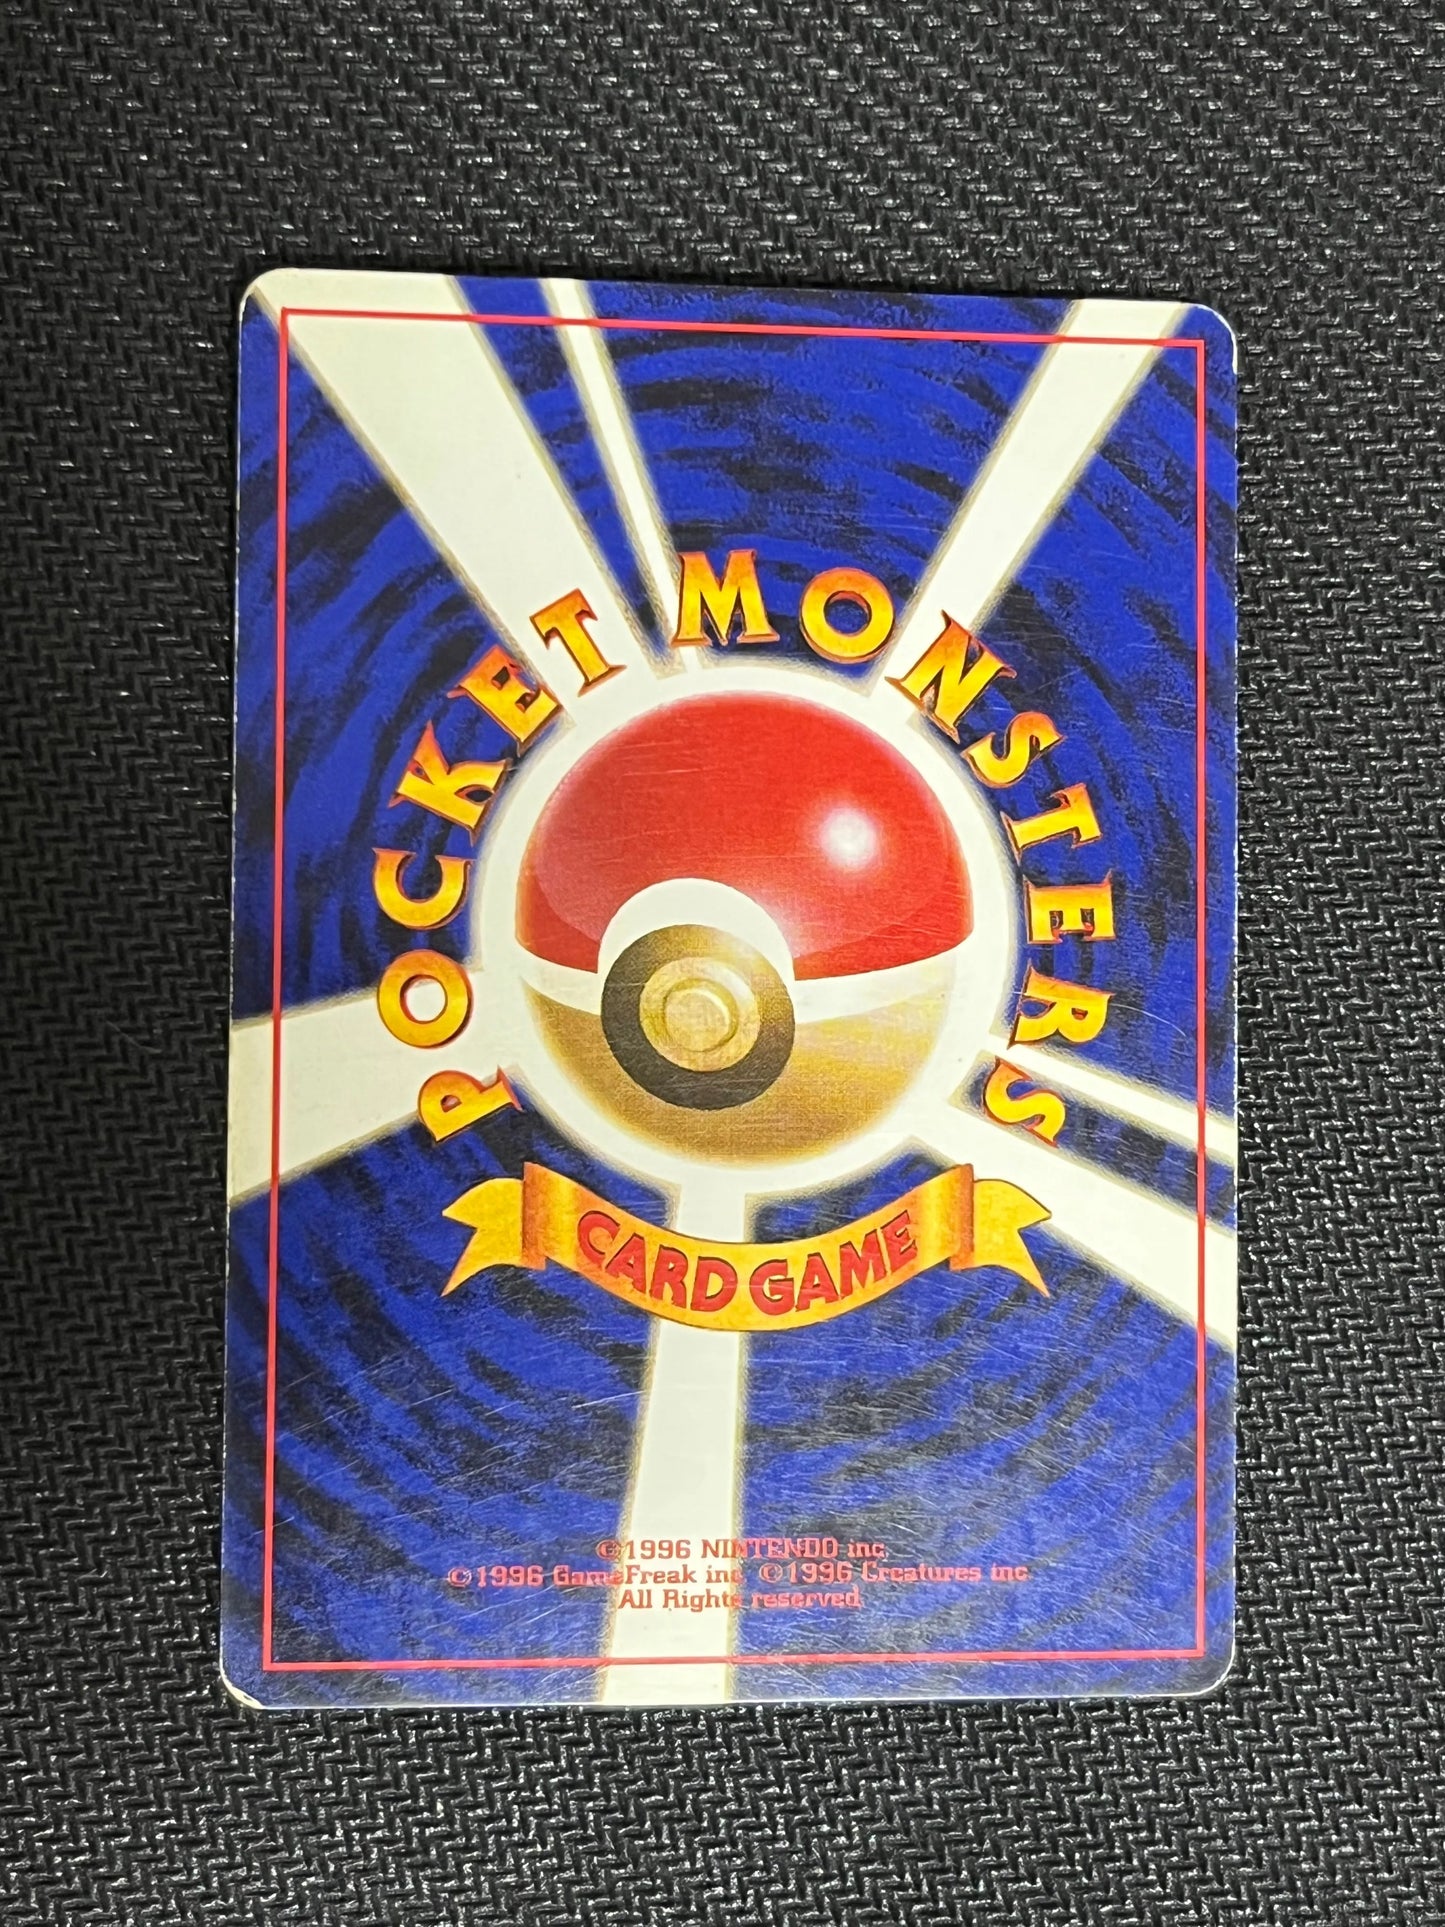 POCKET MONSTERS
CARD GAME
©1996 NINTENDO inc.
©1996 GameFreak inc. ©1996 Creatures inc.
All Rights reserved.